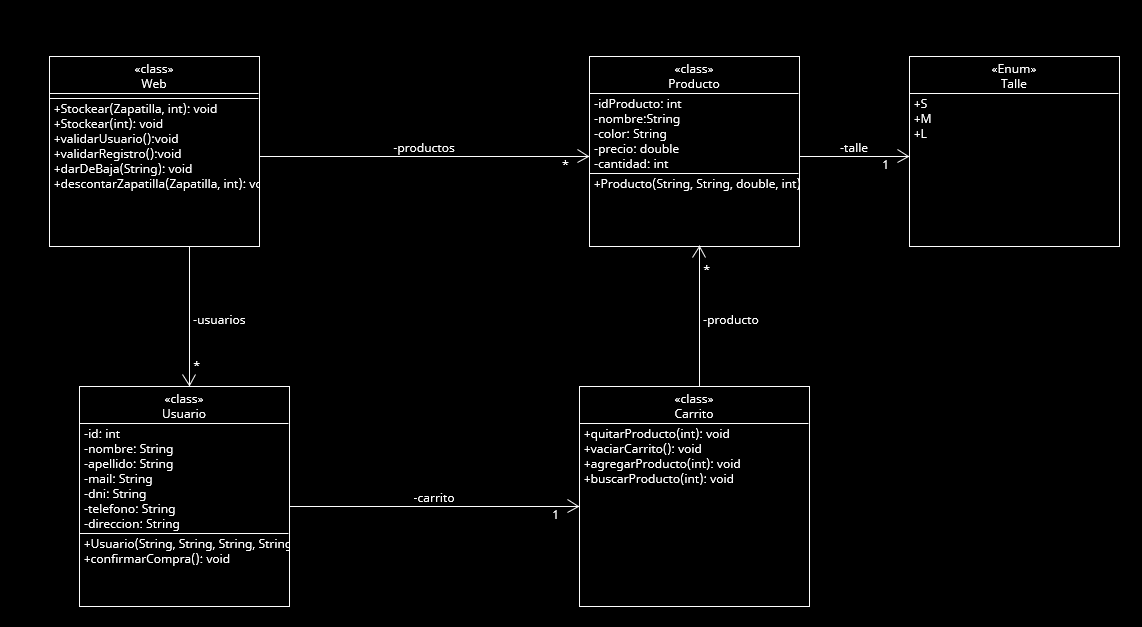 «class»
Web
+Stockear(Zapatilla, int): void
+Stockear(int): void
+validarUsuario():void
+validarRegistro():void
+darDeBaja(String): void
+descontarZapatilla(Zapatilla, int): vo
-productos
*
«class»
Producto
-idProducto: int
-nombre:String
-color: String
-precio: double
-cantidad: int
+Producto(String, String, double, int)
-talle
1
«Enum»
Talle
+S
+M
+L
-usuarios
*
*
-producto
«class»
Usuario
-id: int
-nombre: String
-apellido: String
-mail: String
-dni: String
-telefono: String
-direccion: String
+Usuario(String, String, String, String
+confirmarCompra(): void
-carrito
1
«class»
Carrito
+quitarProducto(int): void
+vaciarCarrito(): void
+agregarProducto(int): void
+buscarProducto(int): void